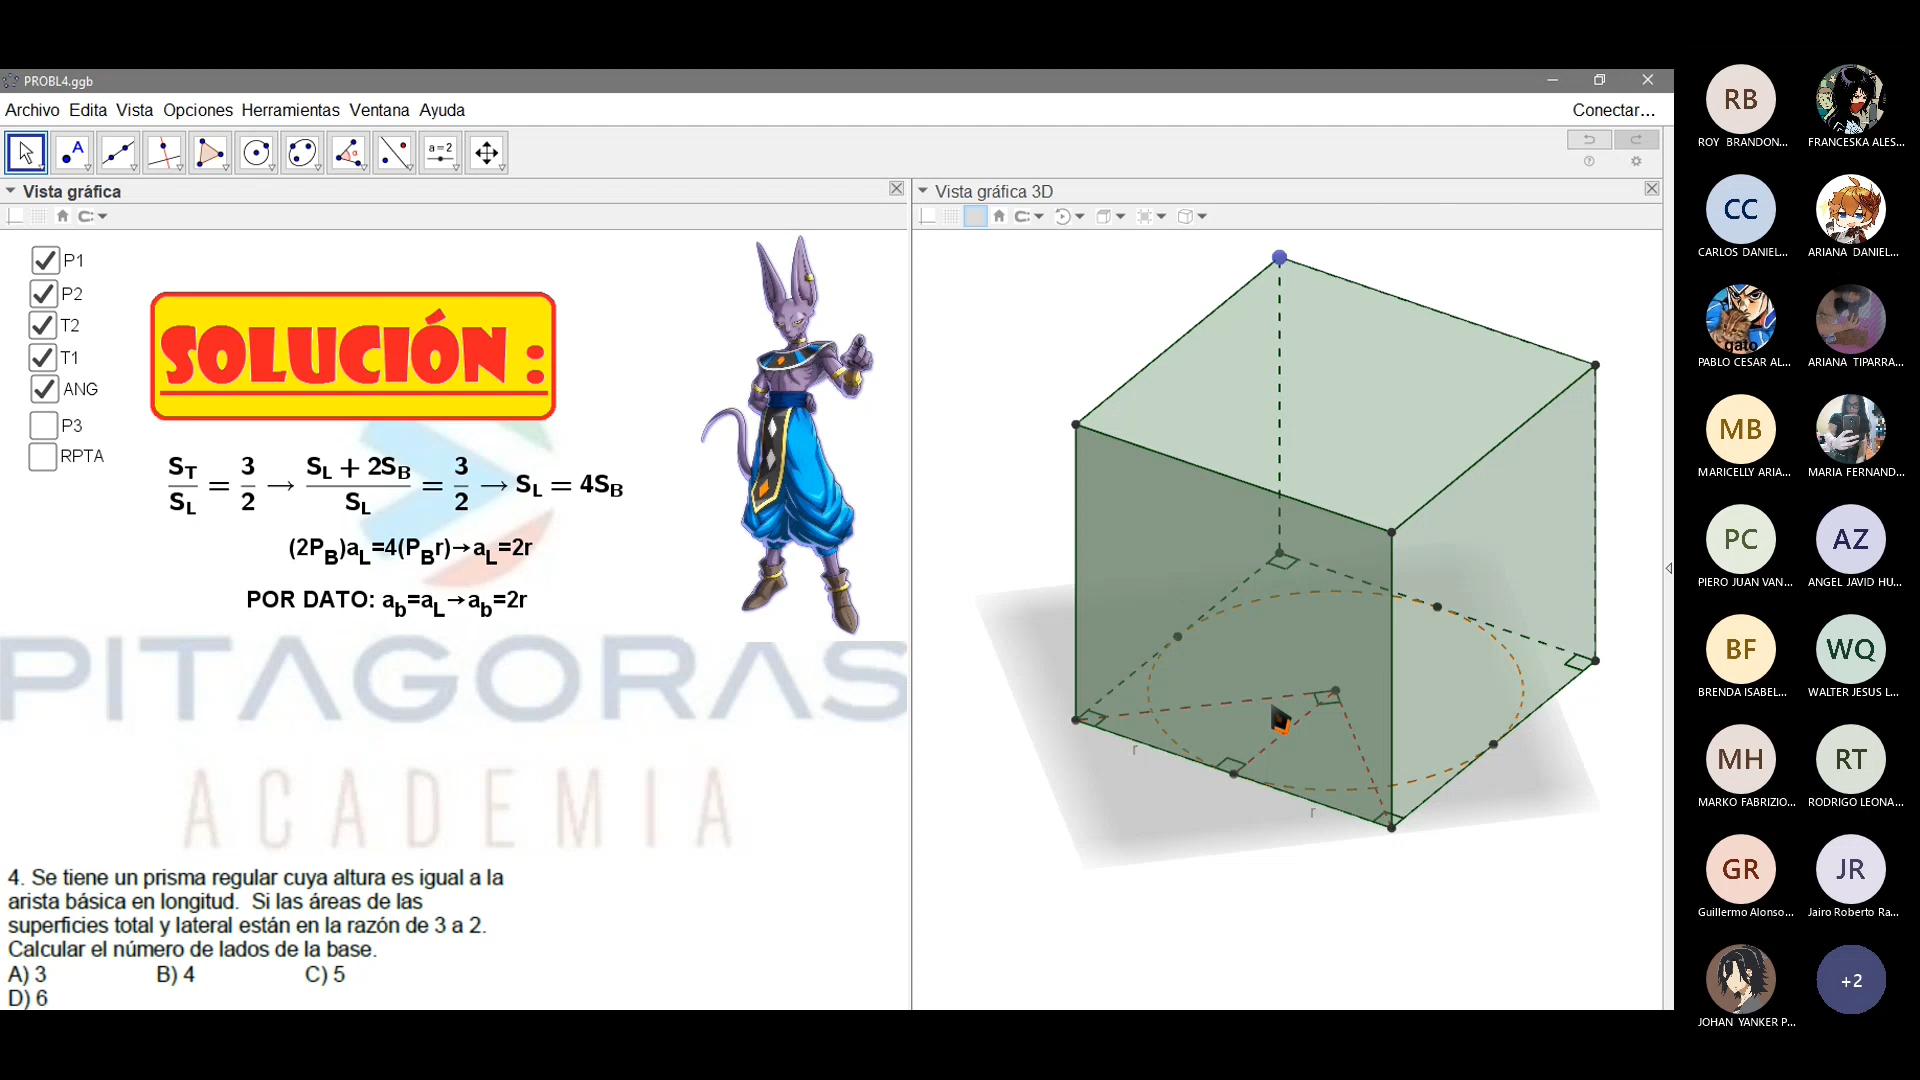 PROBL4.ggb
Archivo Edita Vista Opciones Herramientas Ventana Ayuda
Conectar...
A
a=2
Vista gráfica
Vista gráfica 3D
P1
P2
T2
T1
ANG
P3
RPTA
SOLUCIÓN :
S_T/S_L = 3/2 → (S_L + 2S_B)/S_L = 3/2 → S_L = 4S_B
(2P_B)a_L=4(P_Br)→a_L=2r
POR DATO: a_b=a_L→a_b=2r
PITAGORAS
ACADEMIA
4. Se tiene un prisma regular cuya altura es igual a la
arista básica en longitud. Si las áreas de las
superficies total y lateral están en la razón de 3 a 2.
Calcular el número de lados de la base.
A) 3 B) 4 C) 5
D) 6
r
r
RB
ROY BRANDON...
FRANCESKA ALES...
CC
CARLOS DANIEL...
ARIANA DANIEL...
gato
PABLO CESAR AL...
ARIANA TIPARRA...
MB
MARICELLY ARIA...
MARIA FERNAND...
PC
PIERO JUAN VAN...
AZ
ANGEL JAVID HU...
BF
BRENDA ISABEL...
WQ
WALTER JESUS L...
MH
MARKO FABRIZIO...
RT
RODRIGO LEONA...
GR
Guillermo Alonso...
JR
Jairo Roberto Ra...
JOHAN YANKER P...
+2